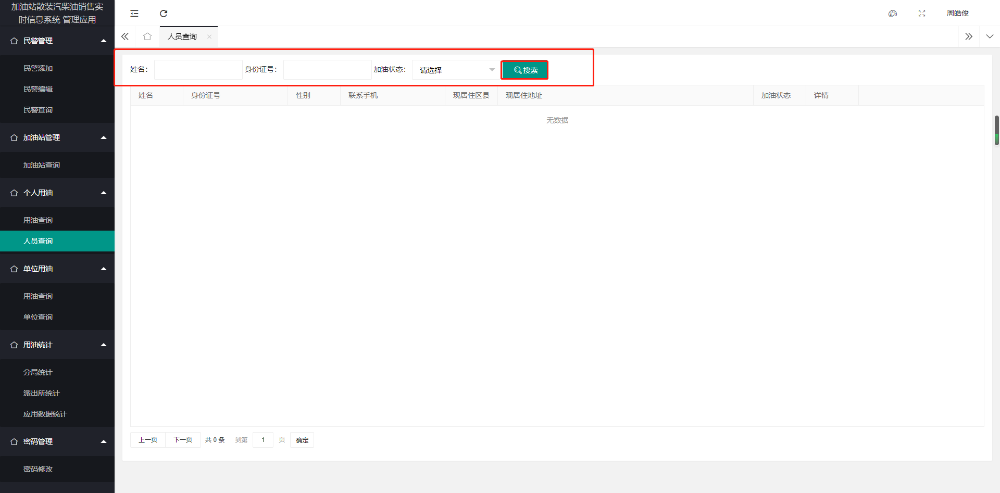 加油站散装汽柴油销售实
时信息系统 管理应用
民警管理
民警添加
民警编辑
民警查询
加油站管理
加油站查询
个人用油
用油查询
人员查询
单位用油
用油查询
单位查询
用油统计
分局统计
派出所统计
应用数据统计
密码管理
密码修改
周皓俊
人员查询
姓名： 身份证号： 加油状态： 请选择 搜索
姓名 身份证号 性别 联系手机 现居住区县 现居住地址 加油状态 详情
无数据
上一页 下一页 共 0 条 到第 1 页 确定